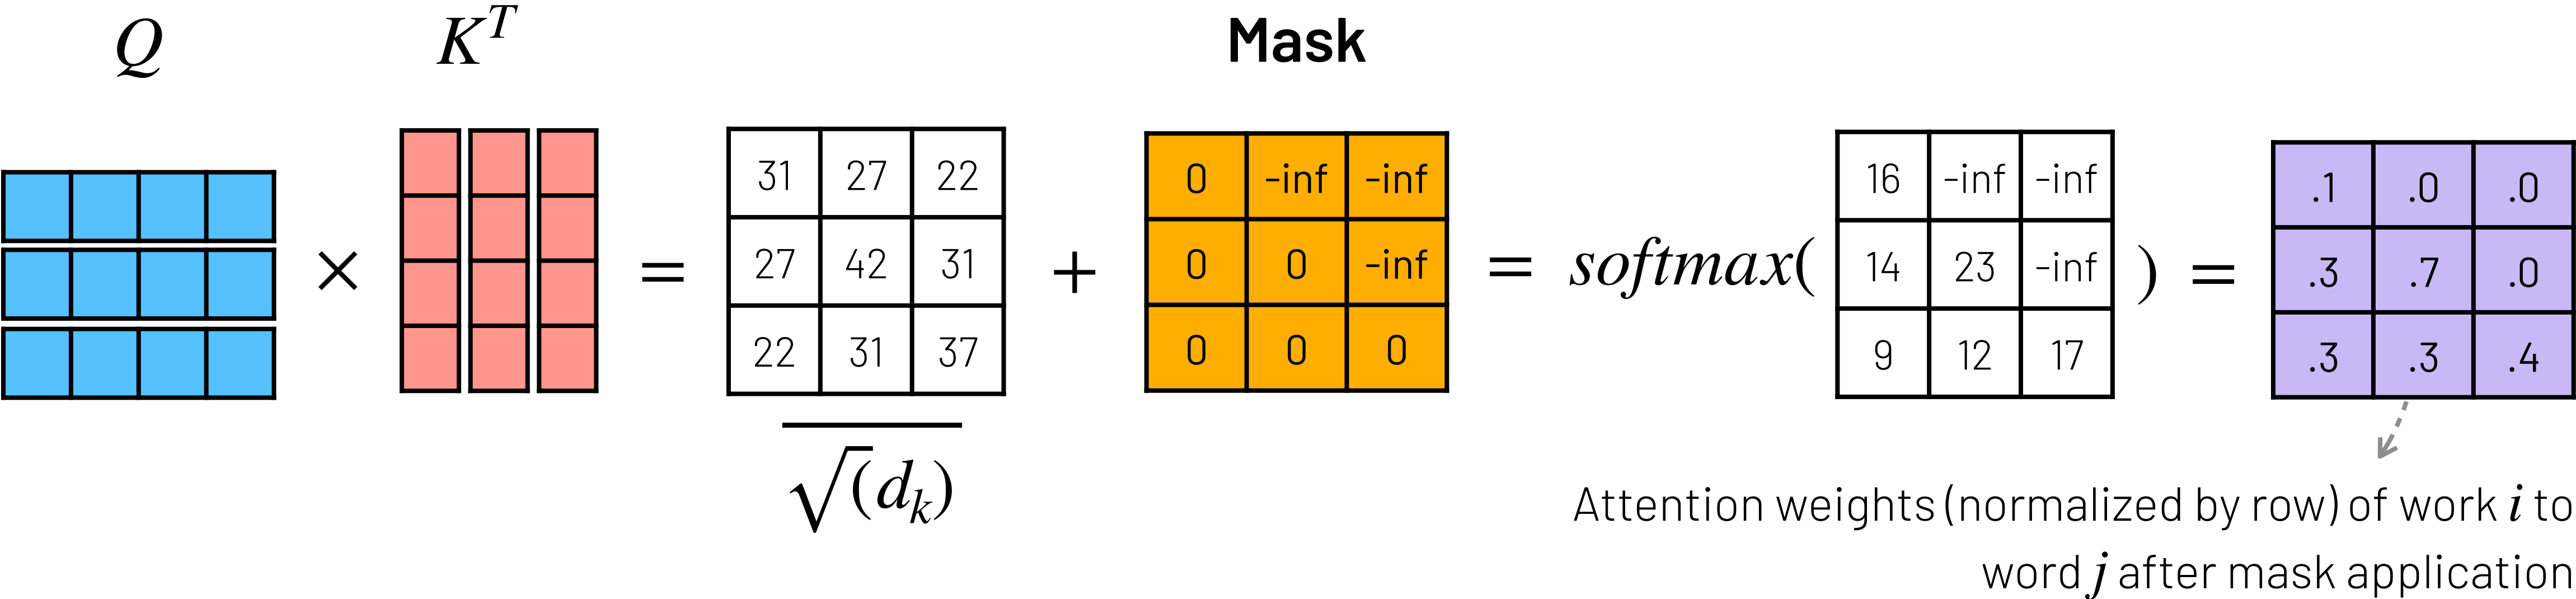 Q × Kᵀ = + Mask = softmax( ) =
31 27 22
27 42 31
22 31 37
√(dₖ)
0 -inf -inf
0 0 -inf
0 0 0
16 -inf -inf
14 23 -inf
9 12 17
.1 .0 .0
.3 .7 .0
.3 .3 .4
Attention weights (normalized by row) of work i to
word j after mask application